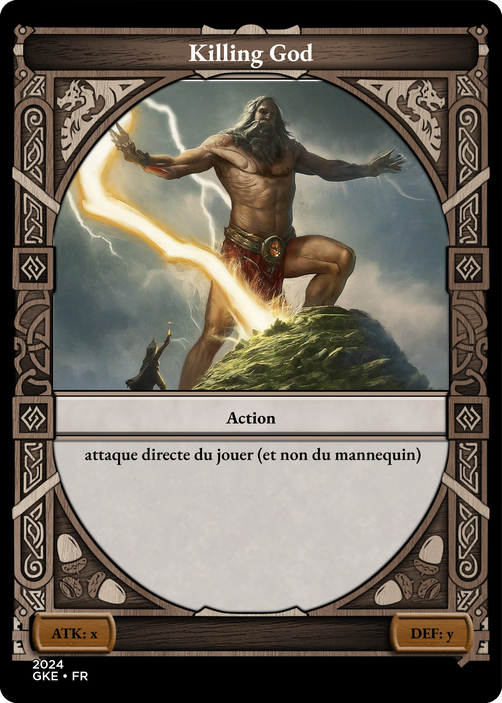 Killing God
Action
attaque directe du jouer (et non du mannequin)
ATK: x
DEF: y
2024
GKE • FR